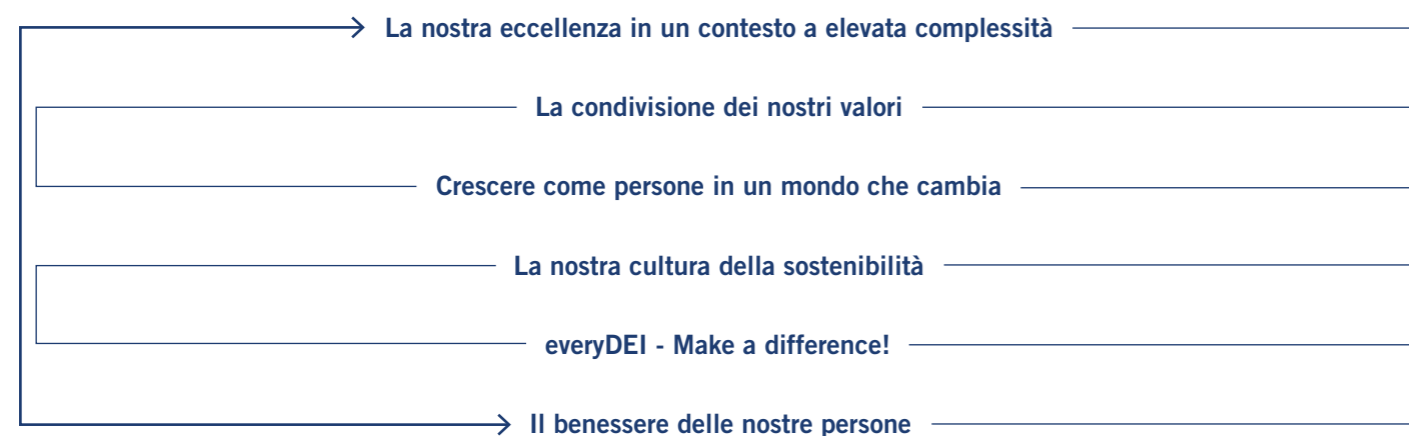 La nostra eccellenza in un contesto a elevata complessità
La condivisione dei nostri valori
Crescere come persone in un mondo che cambia
La nostra cultura della sostenibilità
everyDEI - Make a difference!
Il benessere delle nostre persone